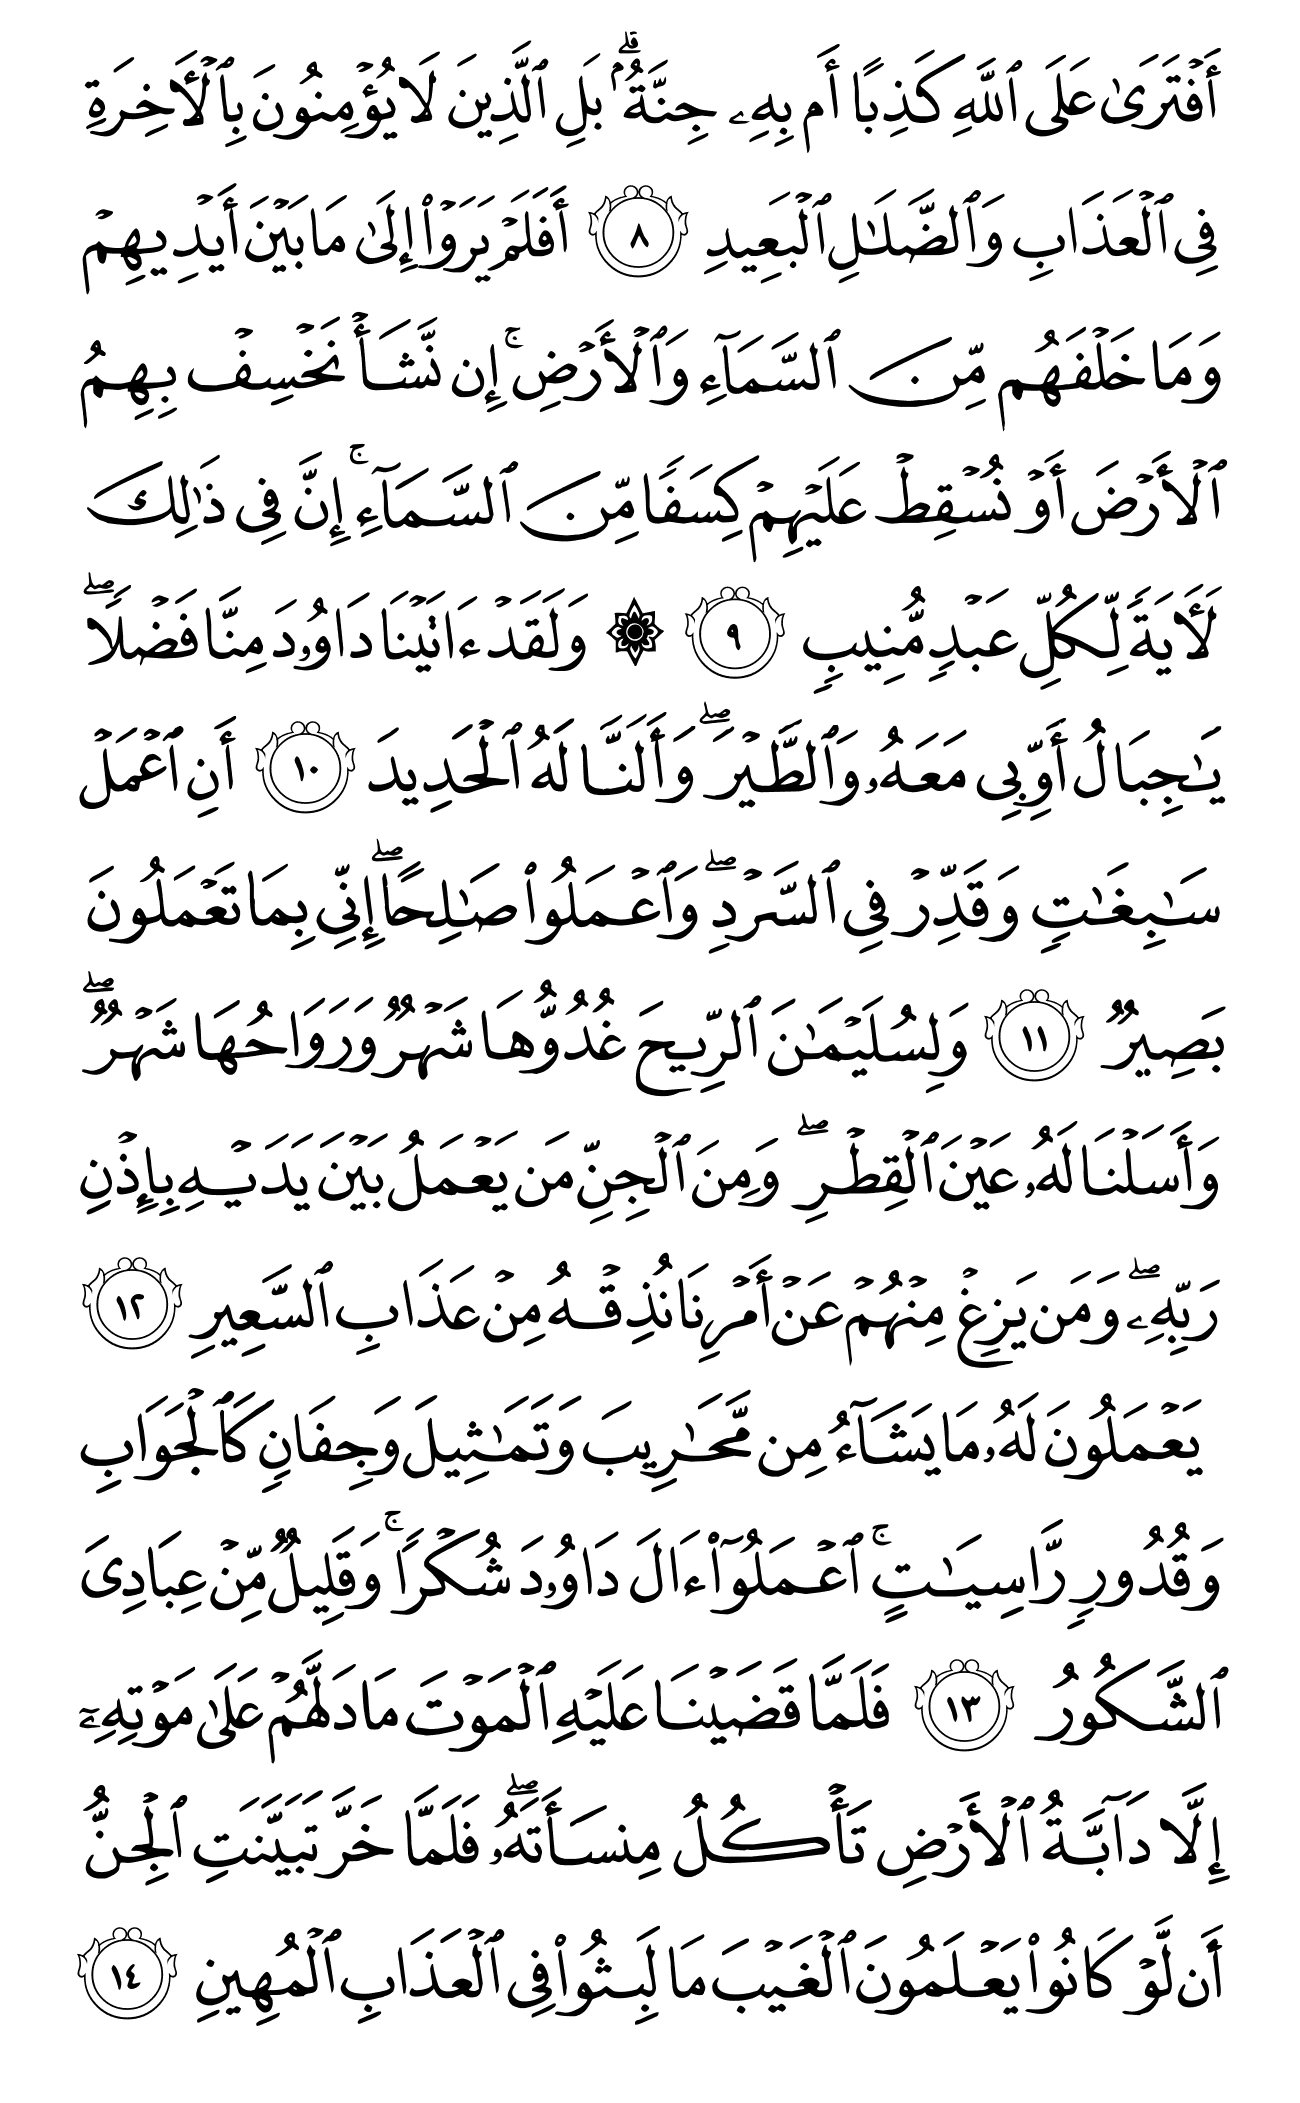 أَفۡتَرَىٰ عَلَى ٱللَّهِ كَذِبًا أَم بِهِۦ جِنَّةُۢۗ بَلِ ٱلَّذِينَ لَا يُؤۡمِنُونَ بِٱلۡأٓخِرَةِ
فِي ٱلۡعَذَابِ وَٱلضَّلَٰلِ ٱلۡبَعِيدِ ٨ أَفَلَمۡ يَرَوۡاْ إِلَىٰ مَا بَيۡنَ أَيۡدِيهِمۡ
وَمَا خَلۡفَهُم مِّنَ ٱلسَّمَآءِ وَٱلۡأَرۡضِۚ إِن نَّشَأۡ نَخۡسِفۡ بِهِمُ
ٱلۡأَرۡضَ أَوۡ نُسۡقِطۡ عَلَيۡهِمۡ كِسَفٗا مِّنَ ٱلسَّمَآءِۚ إِنَّ فِي ذَٰلِكَ
لَأٓيَةٗ لِّكُلِّ عَبۡدٖ مُّنِيبٖ ٩ ۞ وَلَقَدۡ ءَاتَيۡنَا دَاوُۥدَ مِنَّا فَضۡلٗاۖ
يَٰجِبَالُ أَوِّبِي مَعَهُۥ وَٱلطَّيۡرَۖ وَأَلَنَّا لَهُ ٱلۡحَدِيدَ ١٠ أَنِ ٱعۡمَلۡ
سَٰبِغَٰتٖ وَقَدِّرۡ فِي ٱلسَّرۡدِۖ وَٱعۡمَلُواْ صَٰلِحًاۖ إِنِّي بِمَا تَعۡمَلُونَ
بَصِيرٞ ١١ وَلِسُلَيۡمَٰنَ ٱلرِّيحَ غُدُوُّهَا شَهۡرٞ وَرَوَاحُهَا شَهۡرٞۖ
وَأَسَلۡنَا لَهُۥ عَيۡنَ ٱلۡقِطۡرِۖ وَمِنَ ٱلۡجِنِّ مَن يَعۡمَلُ بَيۡنَ يَدَيۡهِ بِإِذۡنِ
رَبِّهِۦۖ وَمَن يَزِغۡ مِنۡهُمۡ عَنۡ أَمۡرِنَا نُذِقۡهُ مِنۡ عَذَابِ ٱلسَّعِيرِ ١٢
يَعۡمَلُونَ لَهُۥ مَا يَشَآءُ مِن مَّحَٰرِيبَ وَتَمَٰثِيلَ وَجِفَانٖ كَٱلۡجَوَابِ
وَقُدُورٖ رَّاسِيَٰتٍۚ ٱعۡمَلُوٓاْ ءَالَ دَاوُۥدَ شُكۡرٗاۚ وَقَلِيلٞ مِّنۡ عِبَادِيَ
ٱلشَّكُورُ ١٣ فَلَمَّا قَضَيۡنَا عَلَيۡهِ ٱلۡمَوۡتَ مَا دَلَّهُمۡ عَلَىٰ مَوۡتِهِۦٓ
إِلَّا دَآبَّةُ ٱلۡأَرۡضِ تَأۡكُلُ مِنسَأَتَهُۥۖ فَلَمَّا خَرَّ تَبَيَّنَتِ ٱلۡجِنُّ
أَن لَّوۡ كَانُواْ يَعۡلَمُونَ ٱلۡغَيۡبَ مَا لَبِثُواْ فِي ٱلۡعَذَابِ ٱلۡمُهِينِ ١٤